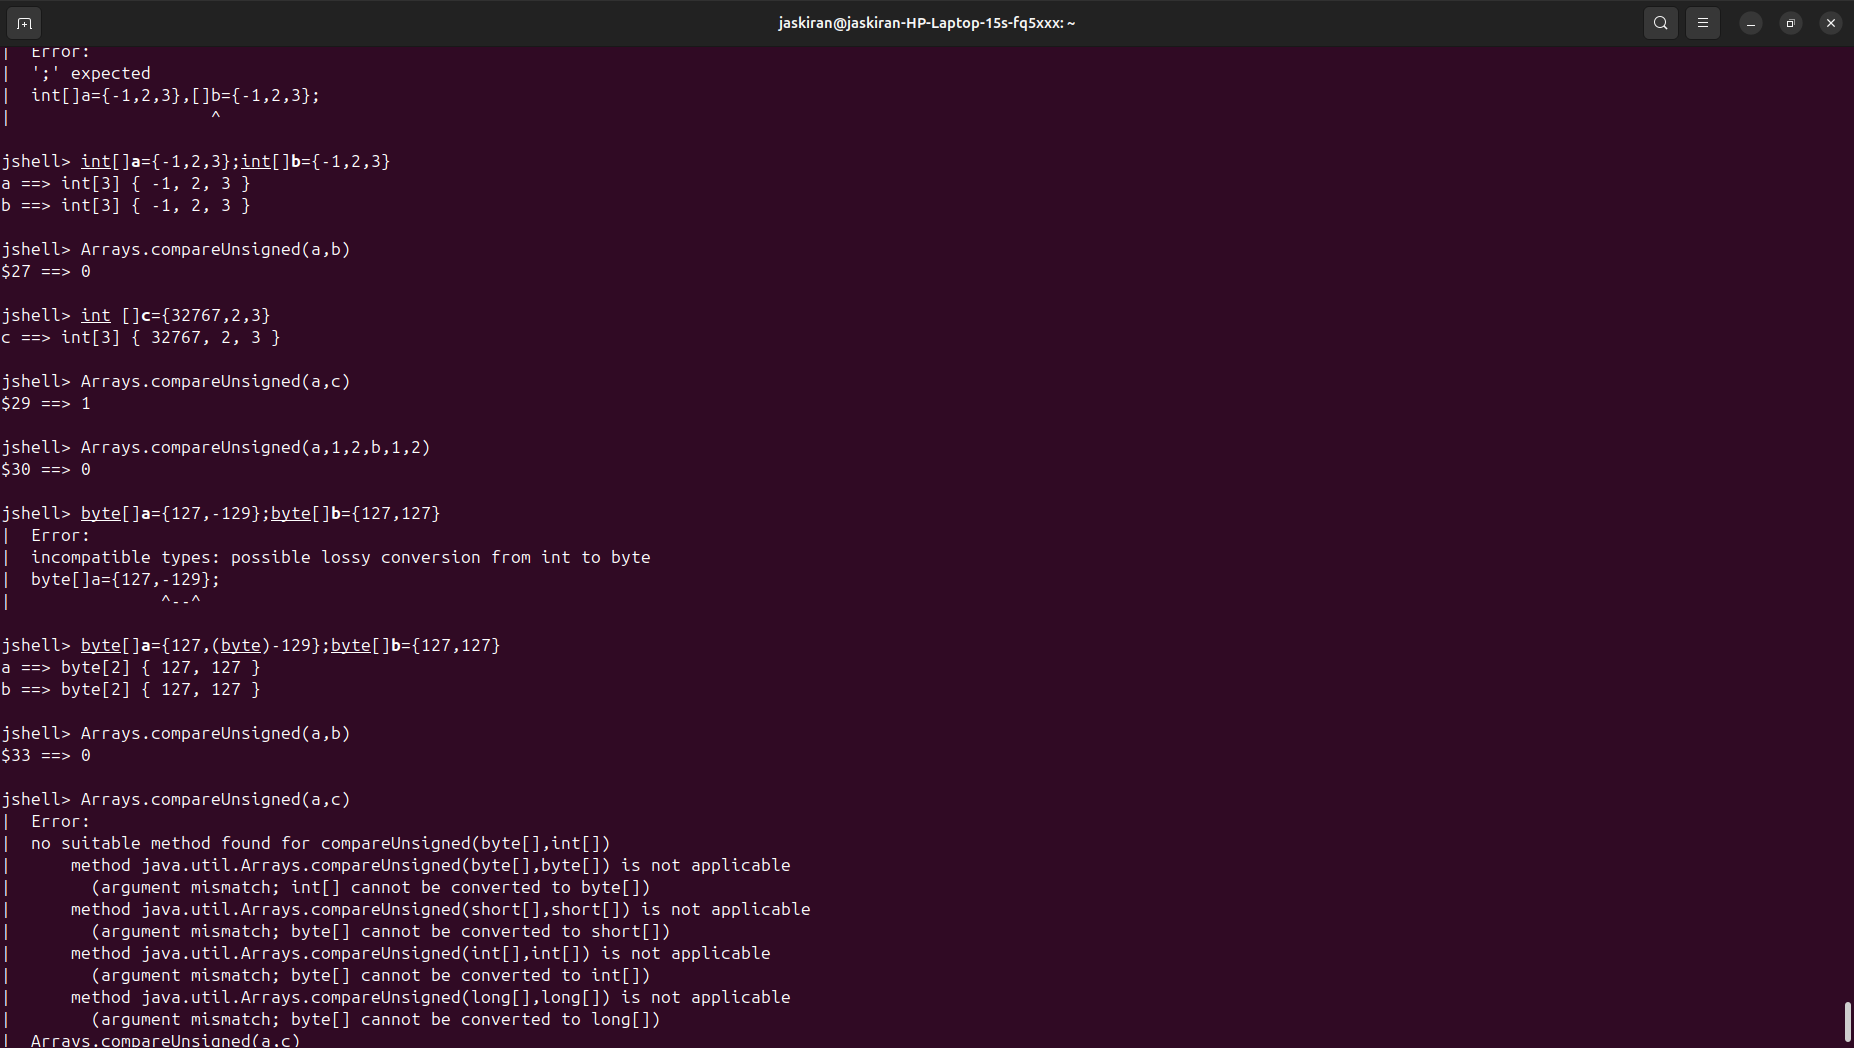 jaskiran@jaskiran-HP-Laptop-15s-fq5xxx: ~
|  Error:
|  ';' expected
|  int[]a={-1,2,3},[]b={-1,2,3};
|                     ^
jshell> int[]a={-1,2,3};int[]b={-1,2,3}
a ==> int[3] { -1, 2, 3 }
b ==> int[3] { -1, 2, 3 }
jshell> Arrays.compareUnsigned(a,b)
$27 ==> 0
jshell> int []c={32767,2,3}
c ==> int[3] { 32767, 2, 3 }
jshell> Arrays.compareUnsigned(a,c)
$29 ==> 1
jshell> Arrays.compareUnsigned(a,1,2,b,1,2)
$30 ==> 0
jshell> byte[]a={127,-129};byte[]b={127,127}
|  Error:
|  incompatible types: possible lossy conversion from int to byte
|  byte[]a={127,-129};
|               ^--^
jshell> byte[]a={127,(byte)-129};byte[]b={127,127}
a ==> byte[2] { 127, 127 }
b ==> byte[2] { 127, 127 }
jshell> Arrays.compareUnsigned(a,b)
$33 ==> 0
jshell> Arrays.compareUnsigned(a,c)
|  Error:
|  no suitable method found for compareUnsigned(byte[],int[])
|      method java.util.Arrays.compareUnsigned(byte[],byte[]) is not applicable
|        (argument mismatch; int[] cannot be converted to byte[])
|      method java.util.Arrays.compareUnsigned(short[],short[]) is not applicable
|        (argument mismatch; byte[] cannot be converted to short[])
|      method java.util.Arrays.compareUnsigned(int[],int[]) is not applicable
|        (argument mismatch; byte[] cannot be converted to int[])
|      method java.util.Arrays.compareUnsigned(long[],long[]) is not applicable
|        (argument mismatch; byte[] cannot be converted to long[])
|  Arrays.compareUnsigned(a,c)